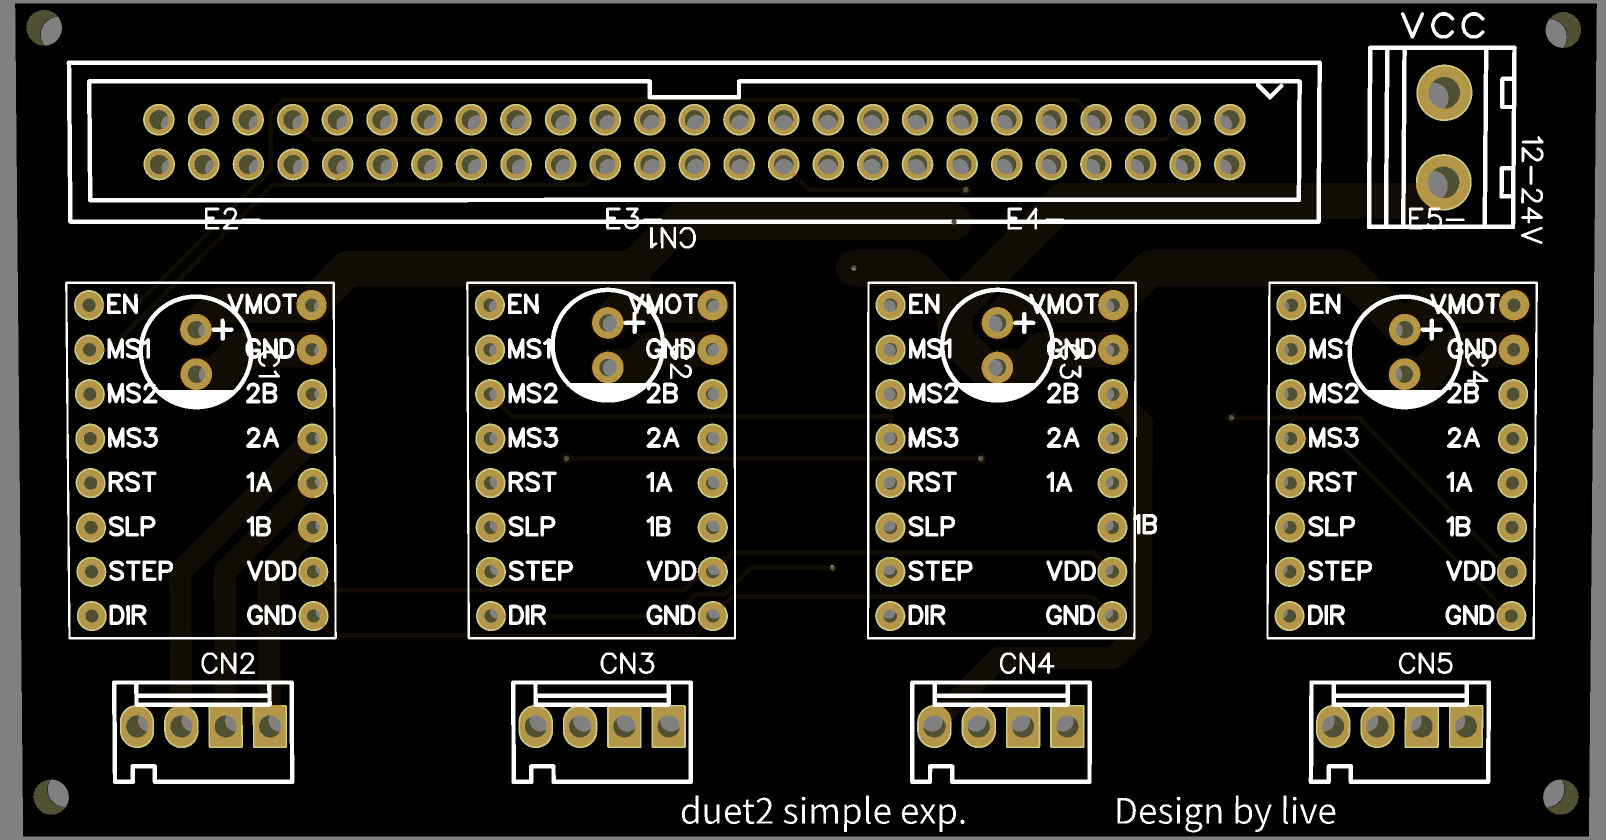 VCC
12-24V
E2-
E3-
E4-
E5-
CN1
EN VMOT
MS1 GND
C1
MS2 2B
MS3 2A
RST 1A
SLP 1B
STEP VDD
DIR GND
EN VMOT
MS1 GND
C2
MS2 2B
MS3 2A
RST 1A
SLP 1B
STEP VDD
DIR GND
EN VMOT
MS1 GND
C3
MS2 2B
MS3 2A
RST 1A
SLP 1B
STEP VDD
DIR GND
EN VMOT
MS1 GND
C4
MS2 2B
MS3 2A
RST 1A
SLP 1B
STEP VDD
DIR GND
CN2
CN3
CN4
CN5
duet2 simple exp.
Design by live